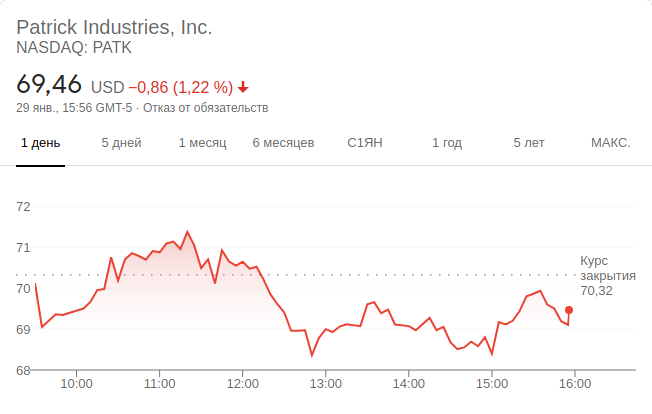 Patrick Industries, Inc.
NASDAQ: PATK
69,46 USD −0,86 (1,22 %)
29 янв., 15:56 GMT-5 · Отказ от обязательств
1 день 5 дней 1 месяц 6 месяцев С1ЯН 1 год 5 лет МАКС.
72
71
70
69
68
Курс
закрытия
70,32
10:00 11:00 12:00 13:00 14:00 15:00 16:00